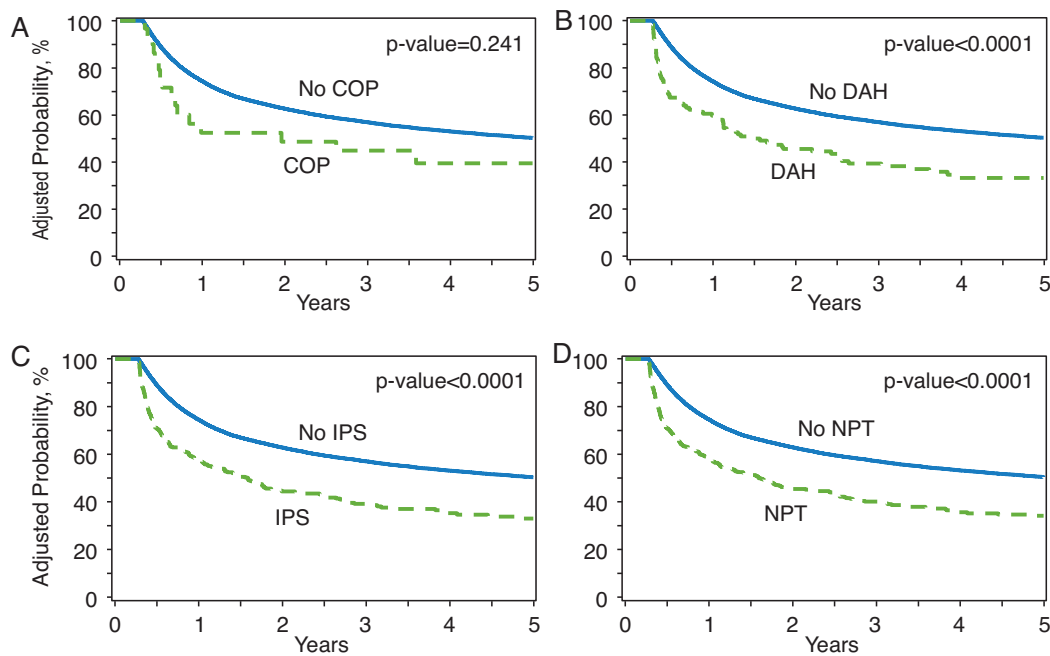 A
Adjusted Probability, %
100
80
60
40
20
0
p-value=0.241
No COP
COP
0 1 2 3 4 5
Years
B
100
80
60
40
20
0
p-value<0.0001
No DAH
DAH
0 1 2 3 4 5
Years
C
Adjusted Probability, %
100
80
60
40
20
0
p-value<0.0001
No IPS
IPS
0 1 2 3 4 5
Years
D
100
80
60
40
20
0
p-value<0.0001
No NPT
NPT
0 1 2 3 4 5
Years